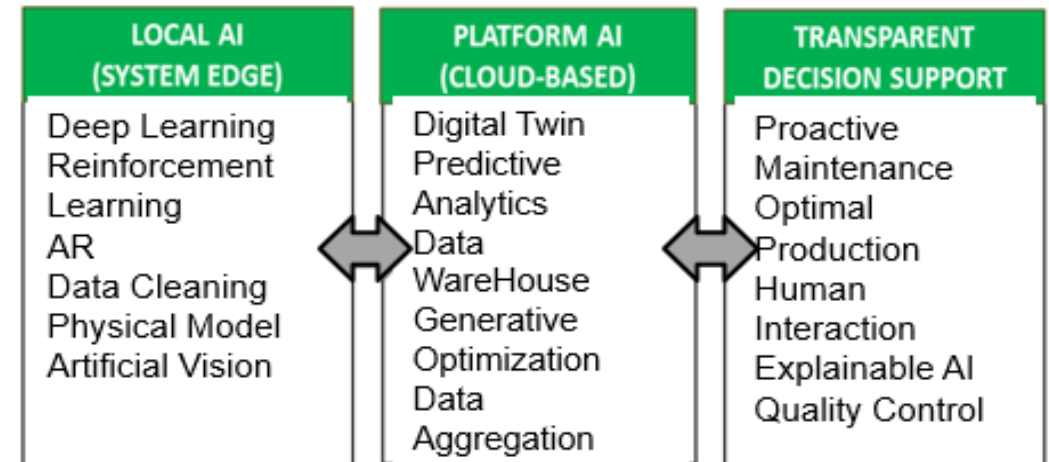 LOCAL AI
(SYSTEM EDGE)
Deep Learning
Reinforcement
Learning
AR
Data Cleaning
Physical Model
Artificial Vision
PLATFORM AI
(CLOUD-BASED)
Digital Twin
Predictive
Analytics
Data
WareHouse
Generative
Optimization
Data
Aggregation
TRANSPARENT
DECISION SUPPORT
Proactive
Maintenance
Optimal
Production
Human
Interaction
Explainable AI
Quality Control